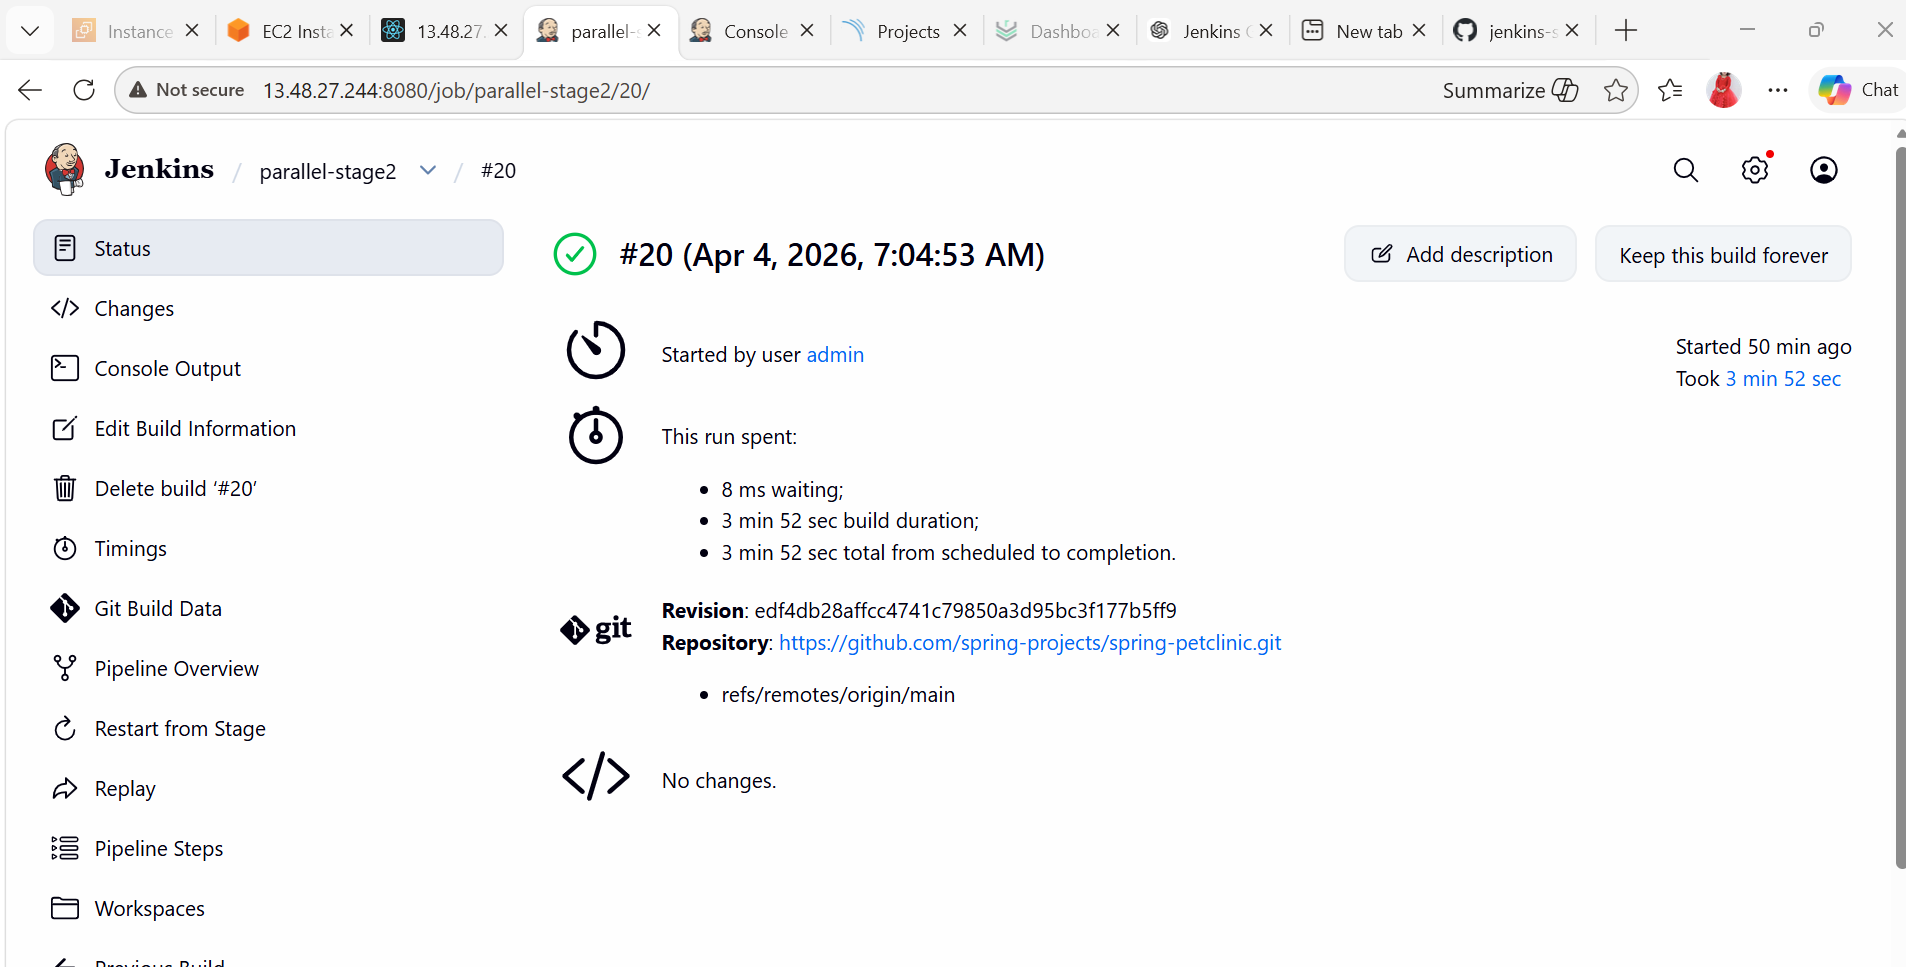 Instance
EC2 Insta
13.48.27.
parallel-
Console
Projects
Dashboa
Jenkins
New tab
jenkins-s
Not secure
13.48.27.244:8080/job/parallel-stage2/20/
Summarize
Chat
Jenkins / parallel-stage2 / #20
Status
Changes
Console Output
Edit Build Information
Delete build ‘#20’
Timings
Git Build Data
Pipeline Overview
Restart from Stage
Replay
Pipeline Steps
Workspaces
Previous Build
#20 (Apr 4, 2026, 7:04:53 AM)
Add description
Keep this build forever
Started by user admin
Started 50 min ago
Took 3 min 52 sec
This run spent:
8 ms waiting;
3 min 52 sec build duration;
3 min 52 sec total from scheduled to completion.
git
Revision: edf4db28affcc4741c79850a3d95bc3f177b5ff9
Repository: https://github.com/spring-projects/spring-petclinic.git
refs/remotes/origin/main
No changes.